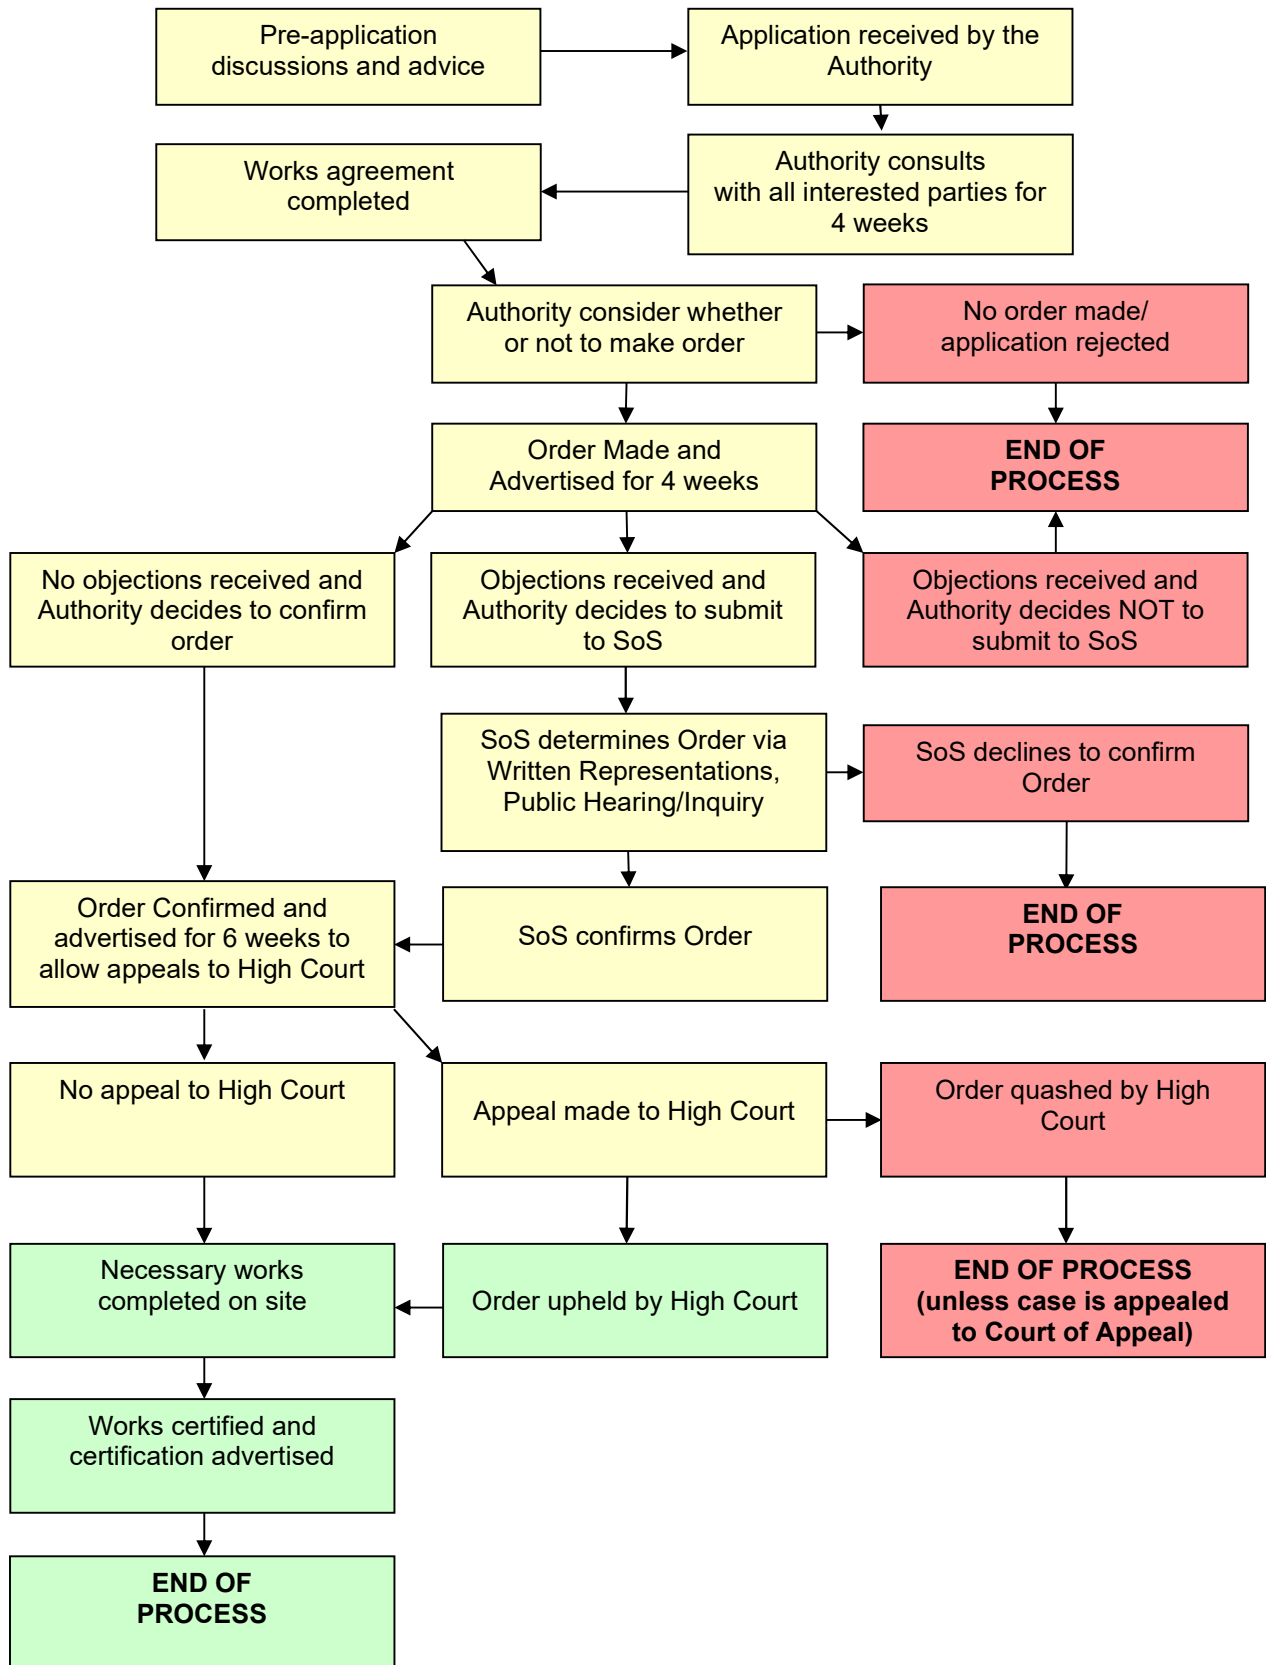 Pre-application
discussions and advice
Application received by the
Authority
Authority consults
with all interested parties for
4 weeks
Works agreement
completed
Authority consider whether
or not to make order
No order made/
application rejected
Order Made and
Advertised for 4 weeks
END OF
PROCESS
No objections received and
Authority decides to confirm
order
Objections received and
Authority decides to submit
to SoS
Objections received and
Authority decides NOT to
submit to SoS
SoS determines Order via
Written Representations,
Public Hearing/Inquiry
SoS declines to confirm
Order
Order Confirmed and
advertised for 6 weeks to
allow appeals to High Court
SoS confirms Order
END OF
PROCESS
No appeal to High Court
Appeal made to High Court
Order quashed by High
Court
Necessary works
completed on site
Order upheld by High Court
END OF PROCESS
(unless case is appealed
to Court of Appeal)
Works certified and
certification advertised
END OF
PROCESS